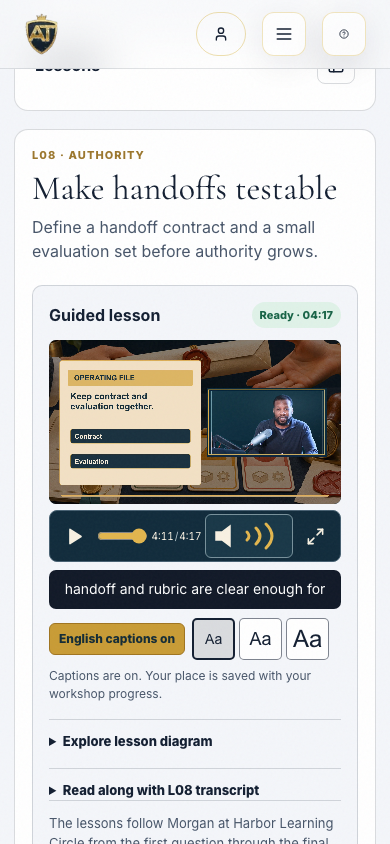 AT
Lessons
L08 · AUTHORITY
Make handoffs testable
Define a handoff contract and a small
evaluation set before authority grows.
Guided lesson
Ready · 04:17
OPERATING FILE
Keep contract and
evaluation together.
Contract
Evaluation
4:11/4:17
handoff and rubric are clear enough for
English captions on
Aa
Aa
Aa
Captions are on. Your place is saved with your
workshop progress.
Explore lesson diagram
Read along with L08 transcript
The lessons follow Morgan at Harbor Learning
Circle from the first question through the final